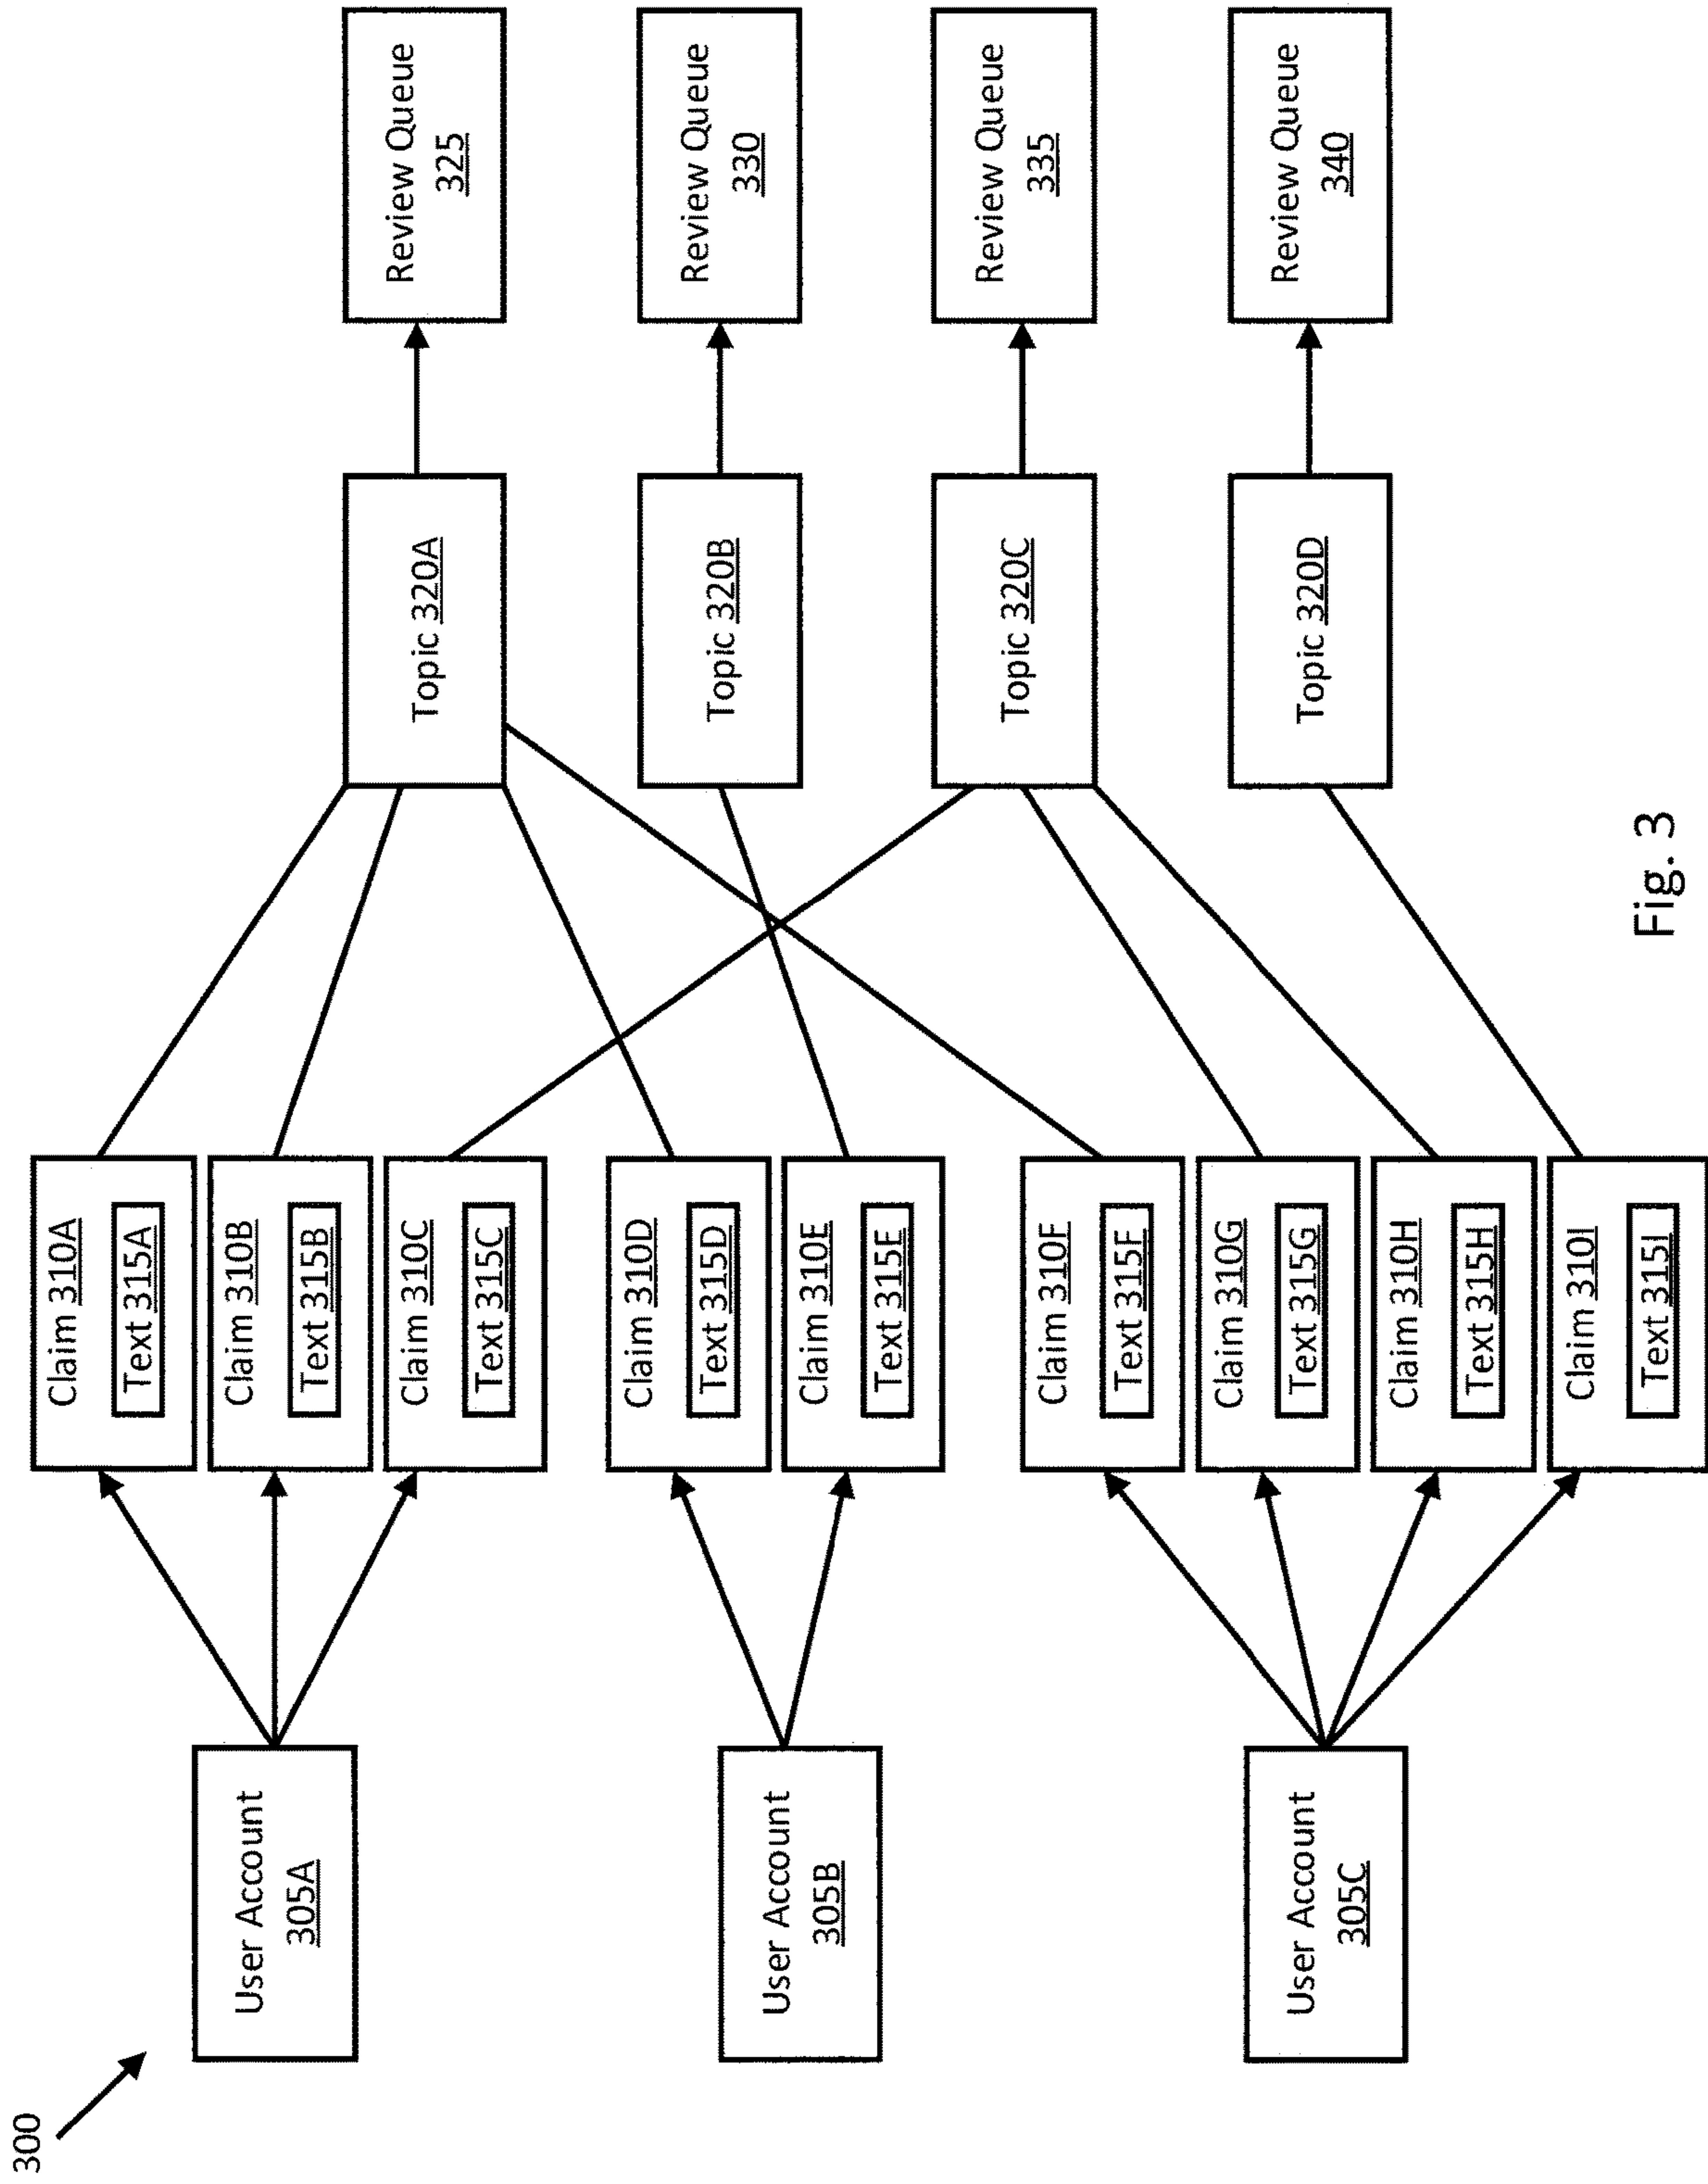 300
User Account
305A
User Account
305B
User Account
305C
Claim 310A
Text 315A
Claim 310B
Text 315B
Claim 310C
Text 315C
Claim 310D
Text 315D
Claim 310E
Text 315E
Claim 310F
Text 315F
Claim 310G
Text 315G
Claim 310H
Text 315H
Claim 310I
Text 315I
Topic 320A
Topic 320B
Topic 320C
Topic 320D
Review Queue
325
Review Queue
330
Review Queue
335
Review Queue
340
Fig. 3